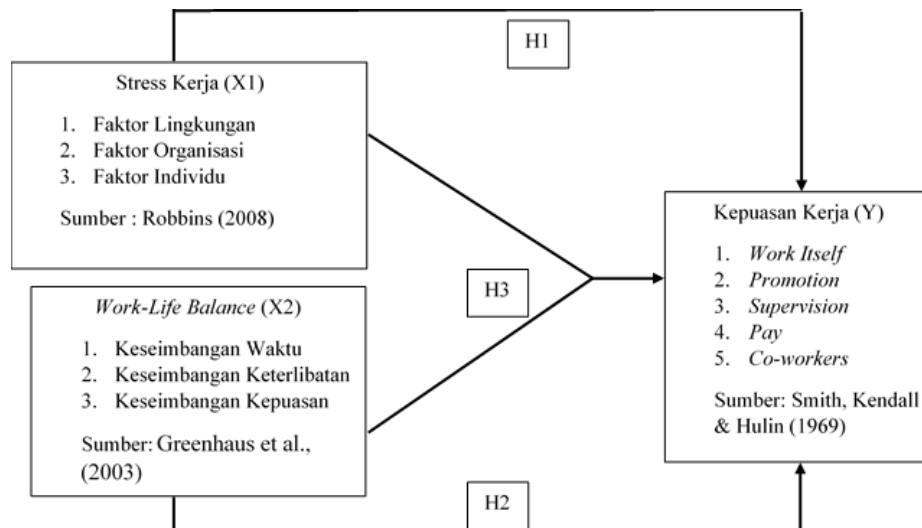 H1
Stress Kerja (X1)
1. Faktor Lingkungan
2. Faktor Organisasi
3. Faktor Individu
Sumber : Robbins (2008)
H3
Work-Life Balance (X2)
1. Keseimbangan Waktu
2. Keseimbangan Keterlibatan
3. Keseimbangan Kepuasan
Sumber: Greenhaus et al.,
(2003)
Kepuasan Kerja (Y)
1. Work Itself
2. Promotion
3. Supervision
4. Pay
5. Co-workers
Sumber: Smith, Kendall
& Hulin (1969)
H2